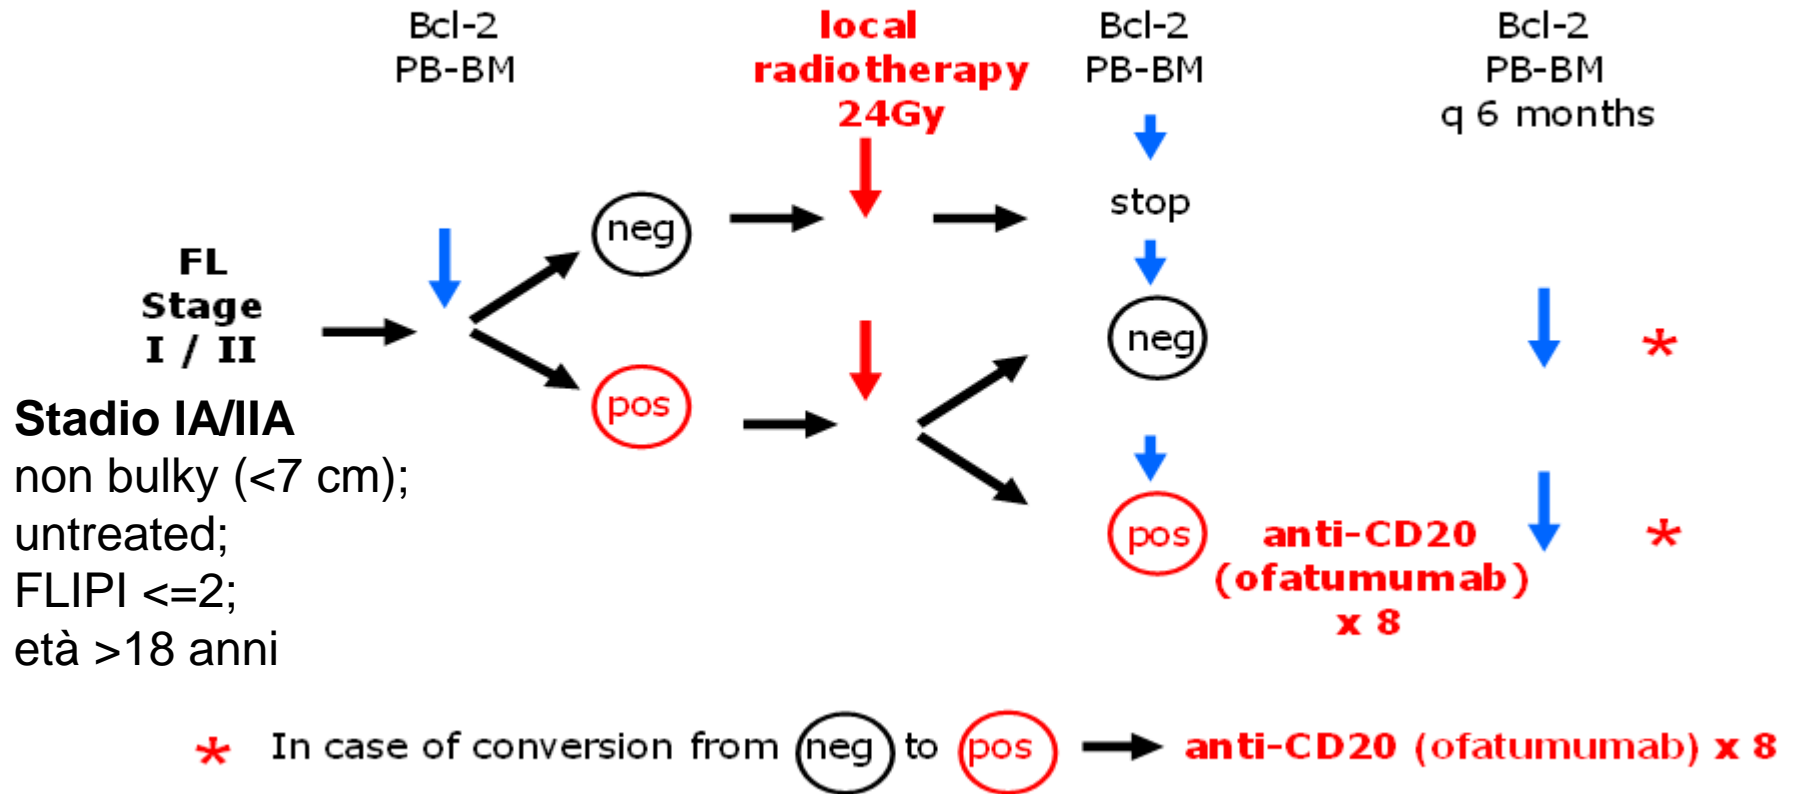 Bcl-2
PB-BM
local
radiotherapy
24Gy
Bcl-2
PB-BM
Bcl-2
PB-BM
q 6 months
neg
stop
FL
Stage
I / II
neg
*
pos
Stadio IA/IIA
non bulky (<7 cm);
untreated;
FLIPI <=2;
età >18 anni
pos
anti-CD20
(ofatumumab)
x 8
*
* In case of conversion from neg to pos anti-CD20 (ofatumumab) x 8